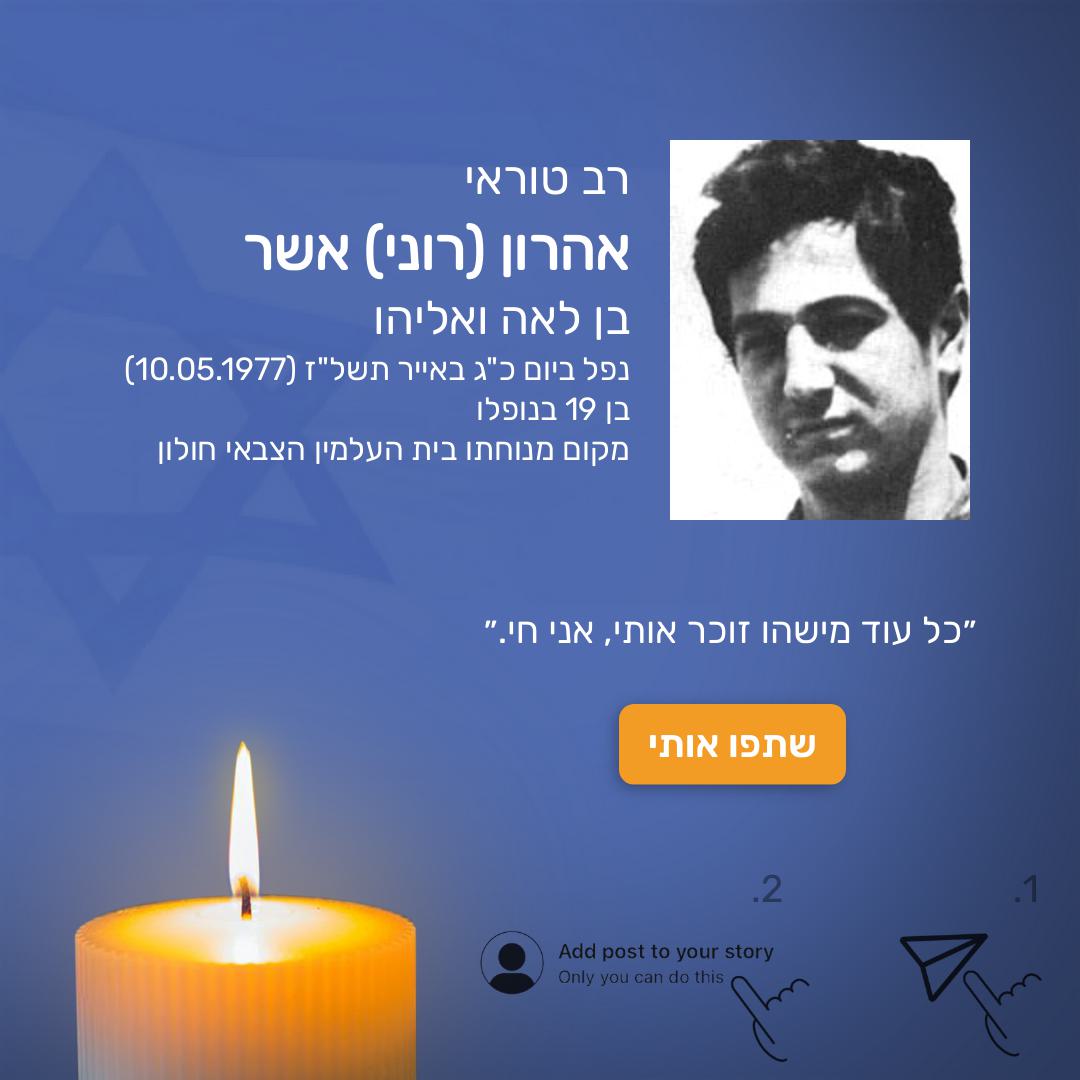 רב טוראי
אהרון (רוני) אשר
בן לאה ואליהו
נפל ביום כ"ג באייר תשל"ז (10.05.1977)
בן 19 בנופלו
מקום מנוחתו בית העלמין הצבאי חולון
״כל עוד מישהו זוכר אותי, אני חי.״
שתפו אותי
1.
2.
Add post to your story
Only you can do this